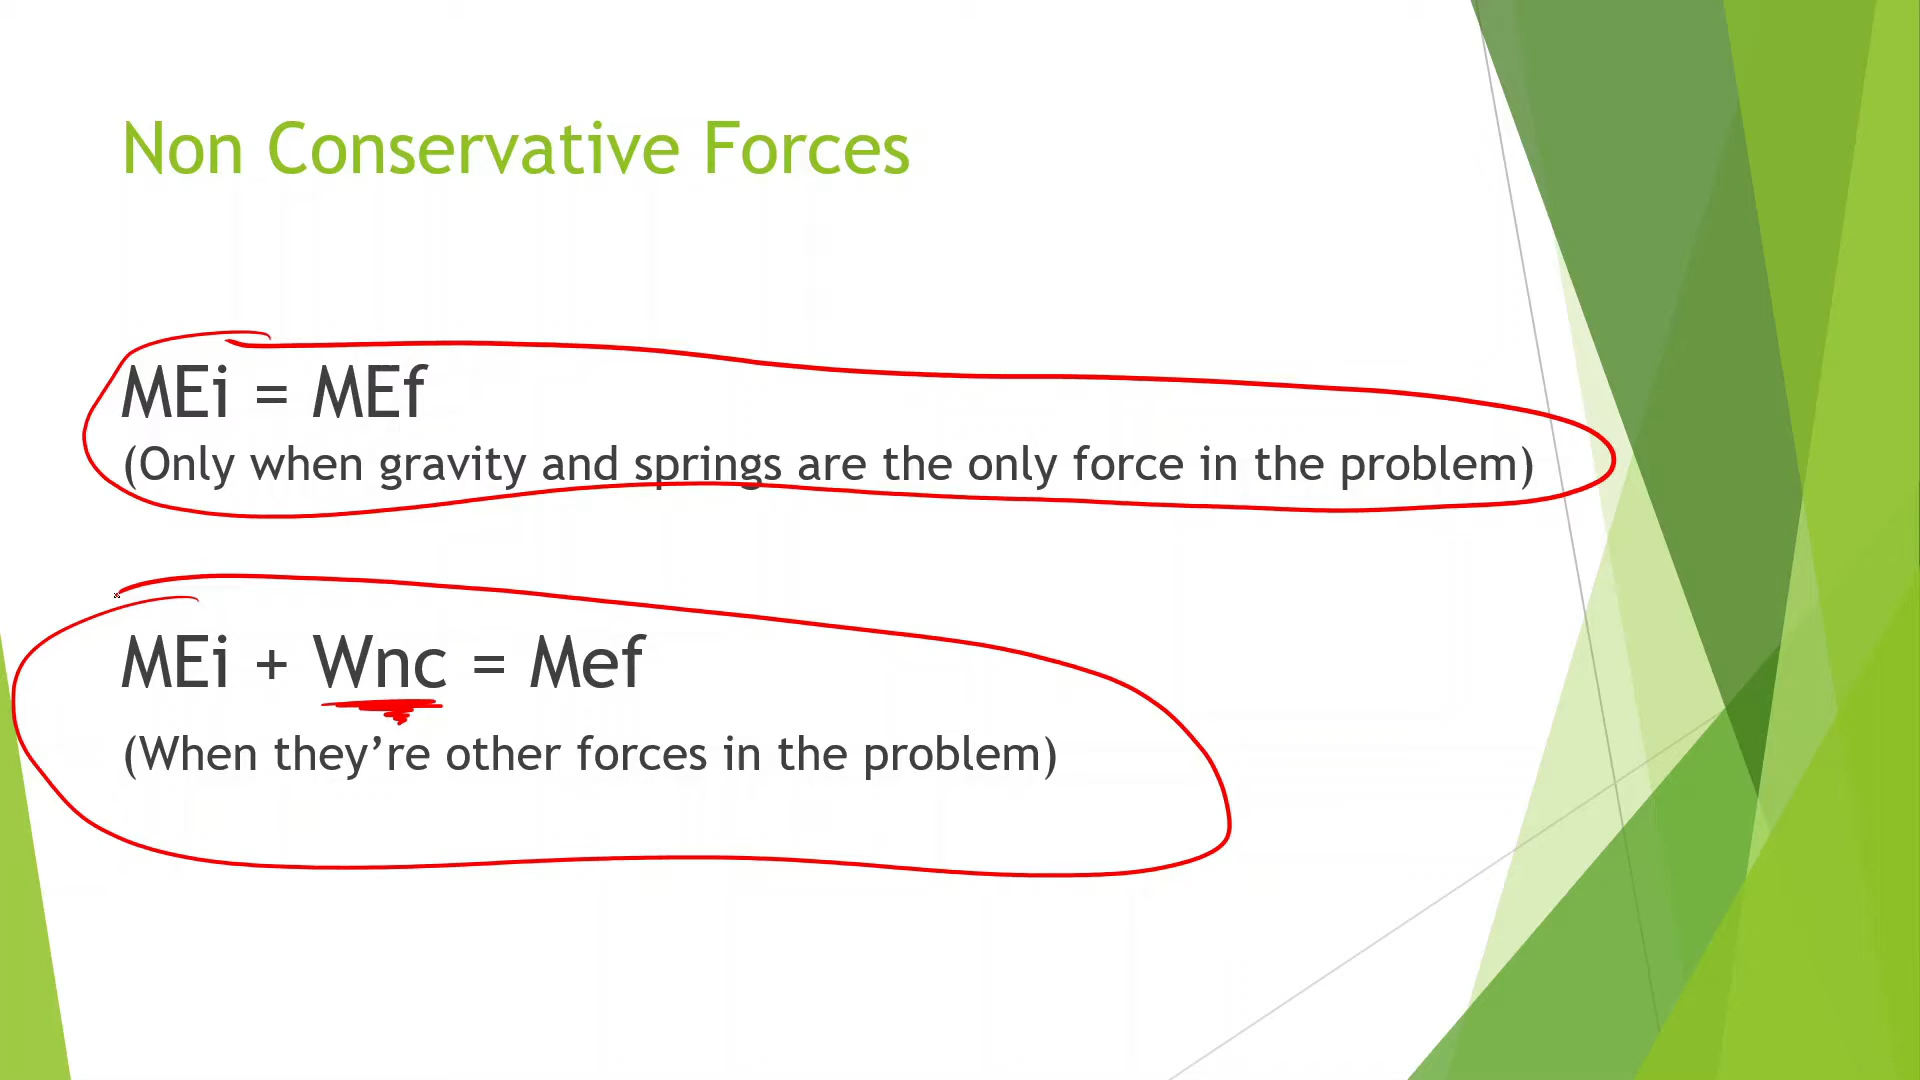 Non Conservative Forces
MEi = MEf
(Only when gravity and springs are the only force in the problem)
MEi + Wnc = Mef
(When they’re other forces in the problem)